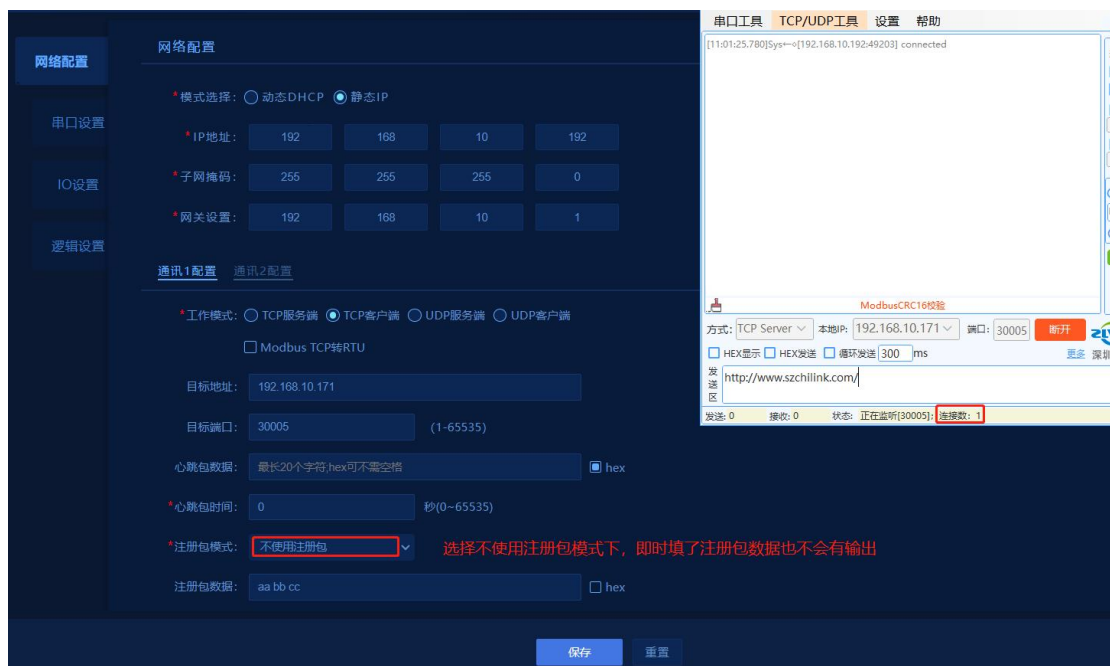 网络配置
串口设置
IO设置
逻辑设置
网络配置
*模式选择: 动态DHCP 静态IP
*IP地址: 192 168 10 192
*子网掩码: 255 255 255 0
*网关设置: 192 168 10 1
通讯1配置 通讯2配置
*工作模式: TCP服务端 TCP客户端 UDP服务端 UDP客户端
Modbus TCP转RTU
目标地址: 192.168.10.171
目标端口: 30005 (1-65535)
心跳包数据: 最长20个字符,hex可不需空格 hex
*心跳包时间: 0 秒(0~65535)
*注册包模式: 不使用注册包 选择不使用注册包模式下，即时填了注册包数据也不会有输出
注册包数据: aa bb cc hex
保存 重置
串口工具 TCP/UDP工具 设置 帮助
[11:01:25.780]Sys←○[192.168.10.192:49203] connected
ModbusCRC16校验
方式: TCP Server 本地IP: 192.168.10.171 端口: 30005 断开
HEX显示 HEX发送 循环发送 300 ms 更多 深圳
发送区 http://www.szchilink.com/
发送: 0 接收: 0 状态: 正在监听[30005]; 连接数: 1